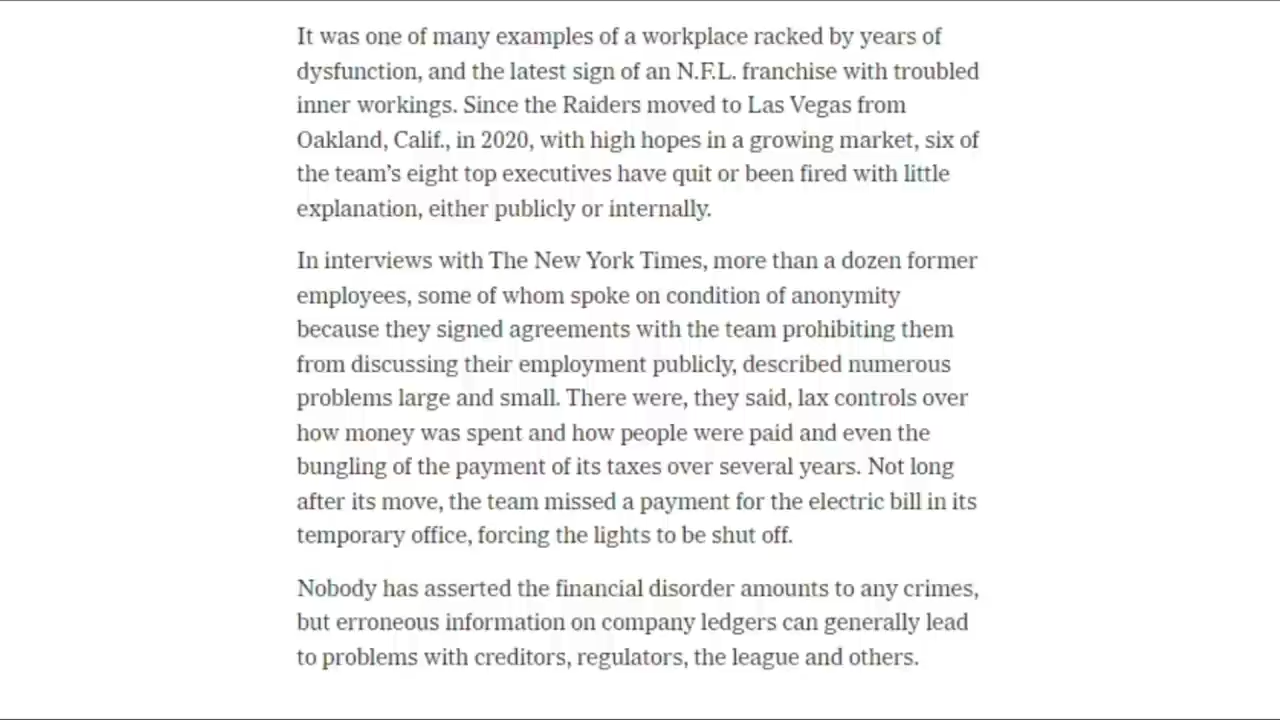 It was one of many examples of a workplace racked by years of
dysfunction, and the latest sign of an N.F.L. franchise with troubled
inner workings. Since the Raiders moved to Las Vegas from
Oakland, Calif., in 2020, with high hopes in a growing market, six of
the team's eight top executives have quit or been fired with little
explanation, either publicly or internally.
In interviews with The New York Times, more than a dozen former
employees, some of whom spoke on condition of anonymity
because they signed agreements with the team prohibiting them
from discussing their employment publicly, described numerous
problems large and small. There were, they said, lax controls over
how money was spent and how people were paid and even the
bungling of the payment of its taxes over several years. Not long
after its move, the team missed a payment for the electric bill in its
temporary office, forcing the lights to be shut off.
Nobody has asserted the financial disorder amounts to any crimes,
but erroneous information on company ledgers can generally lead
to problems with creditors, regulators, the league and others.